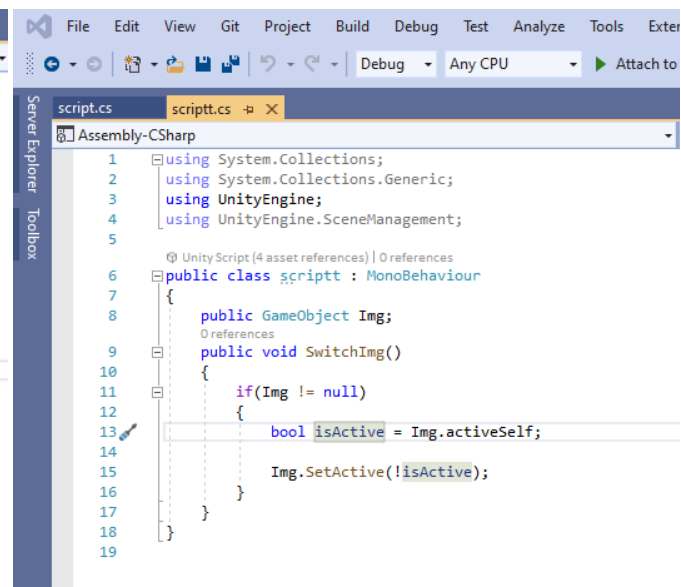 File Edit View Git Project Build Debug Test Analyze Tools
Debug Any CPU Attach to
Server Explorer
Toolbox
script.cs scriptt.cs
Assembly-CSharp
1 using System.Collections;
2 using System.Collections.Generic;
3 using UnityEngine;
4 using UnityEngine.SceneManagement;
5
Unity Script (4 asset references) | 0 references
6 public class scriptt : MonoBehaviour
7 {
8 public GameObject Img;
0 references
9 public void SwitchImg()
10 {
11 if(Img != null)
12 {
13 bool isActive = Img.activeSelf;
14
15 Img.SetActive(!isActive);
16 }
17 }
18 }
19